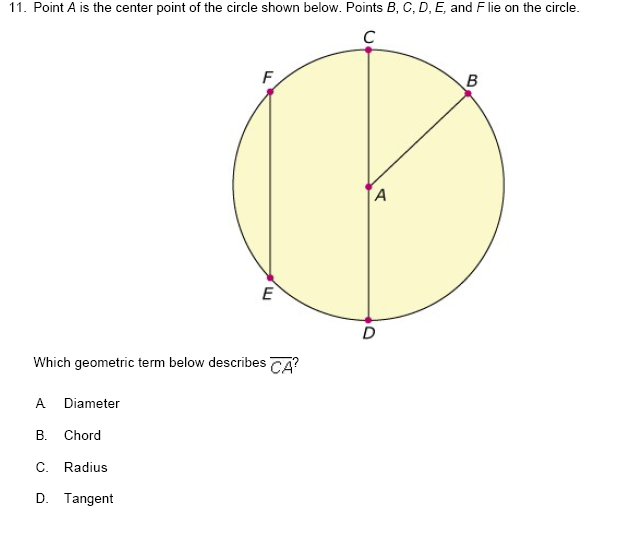 11. Point A is the center point of the circle shown below. Points B, C, D, E, and F lie on the circle.
C
F
B
A
E
D
Which geometric term below describes CA?
A Diameter
B. Chord
C. Radius
D. Tangent